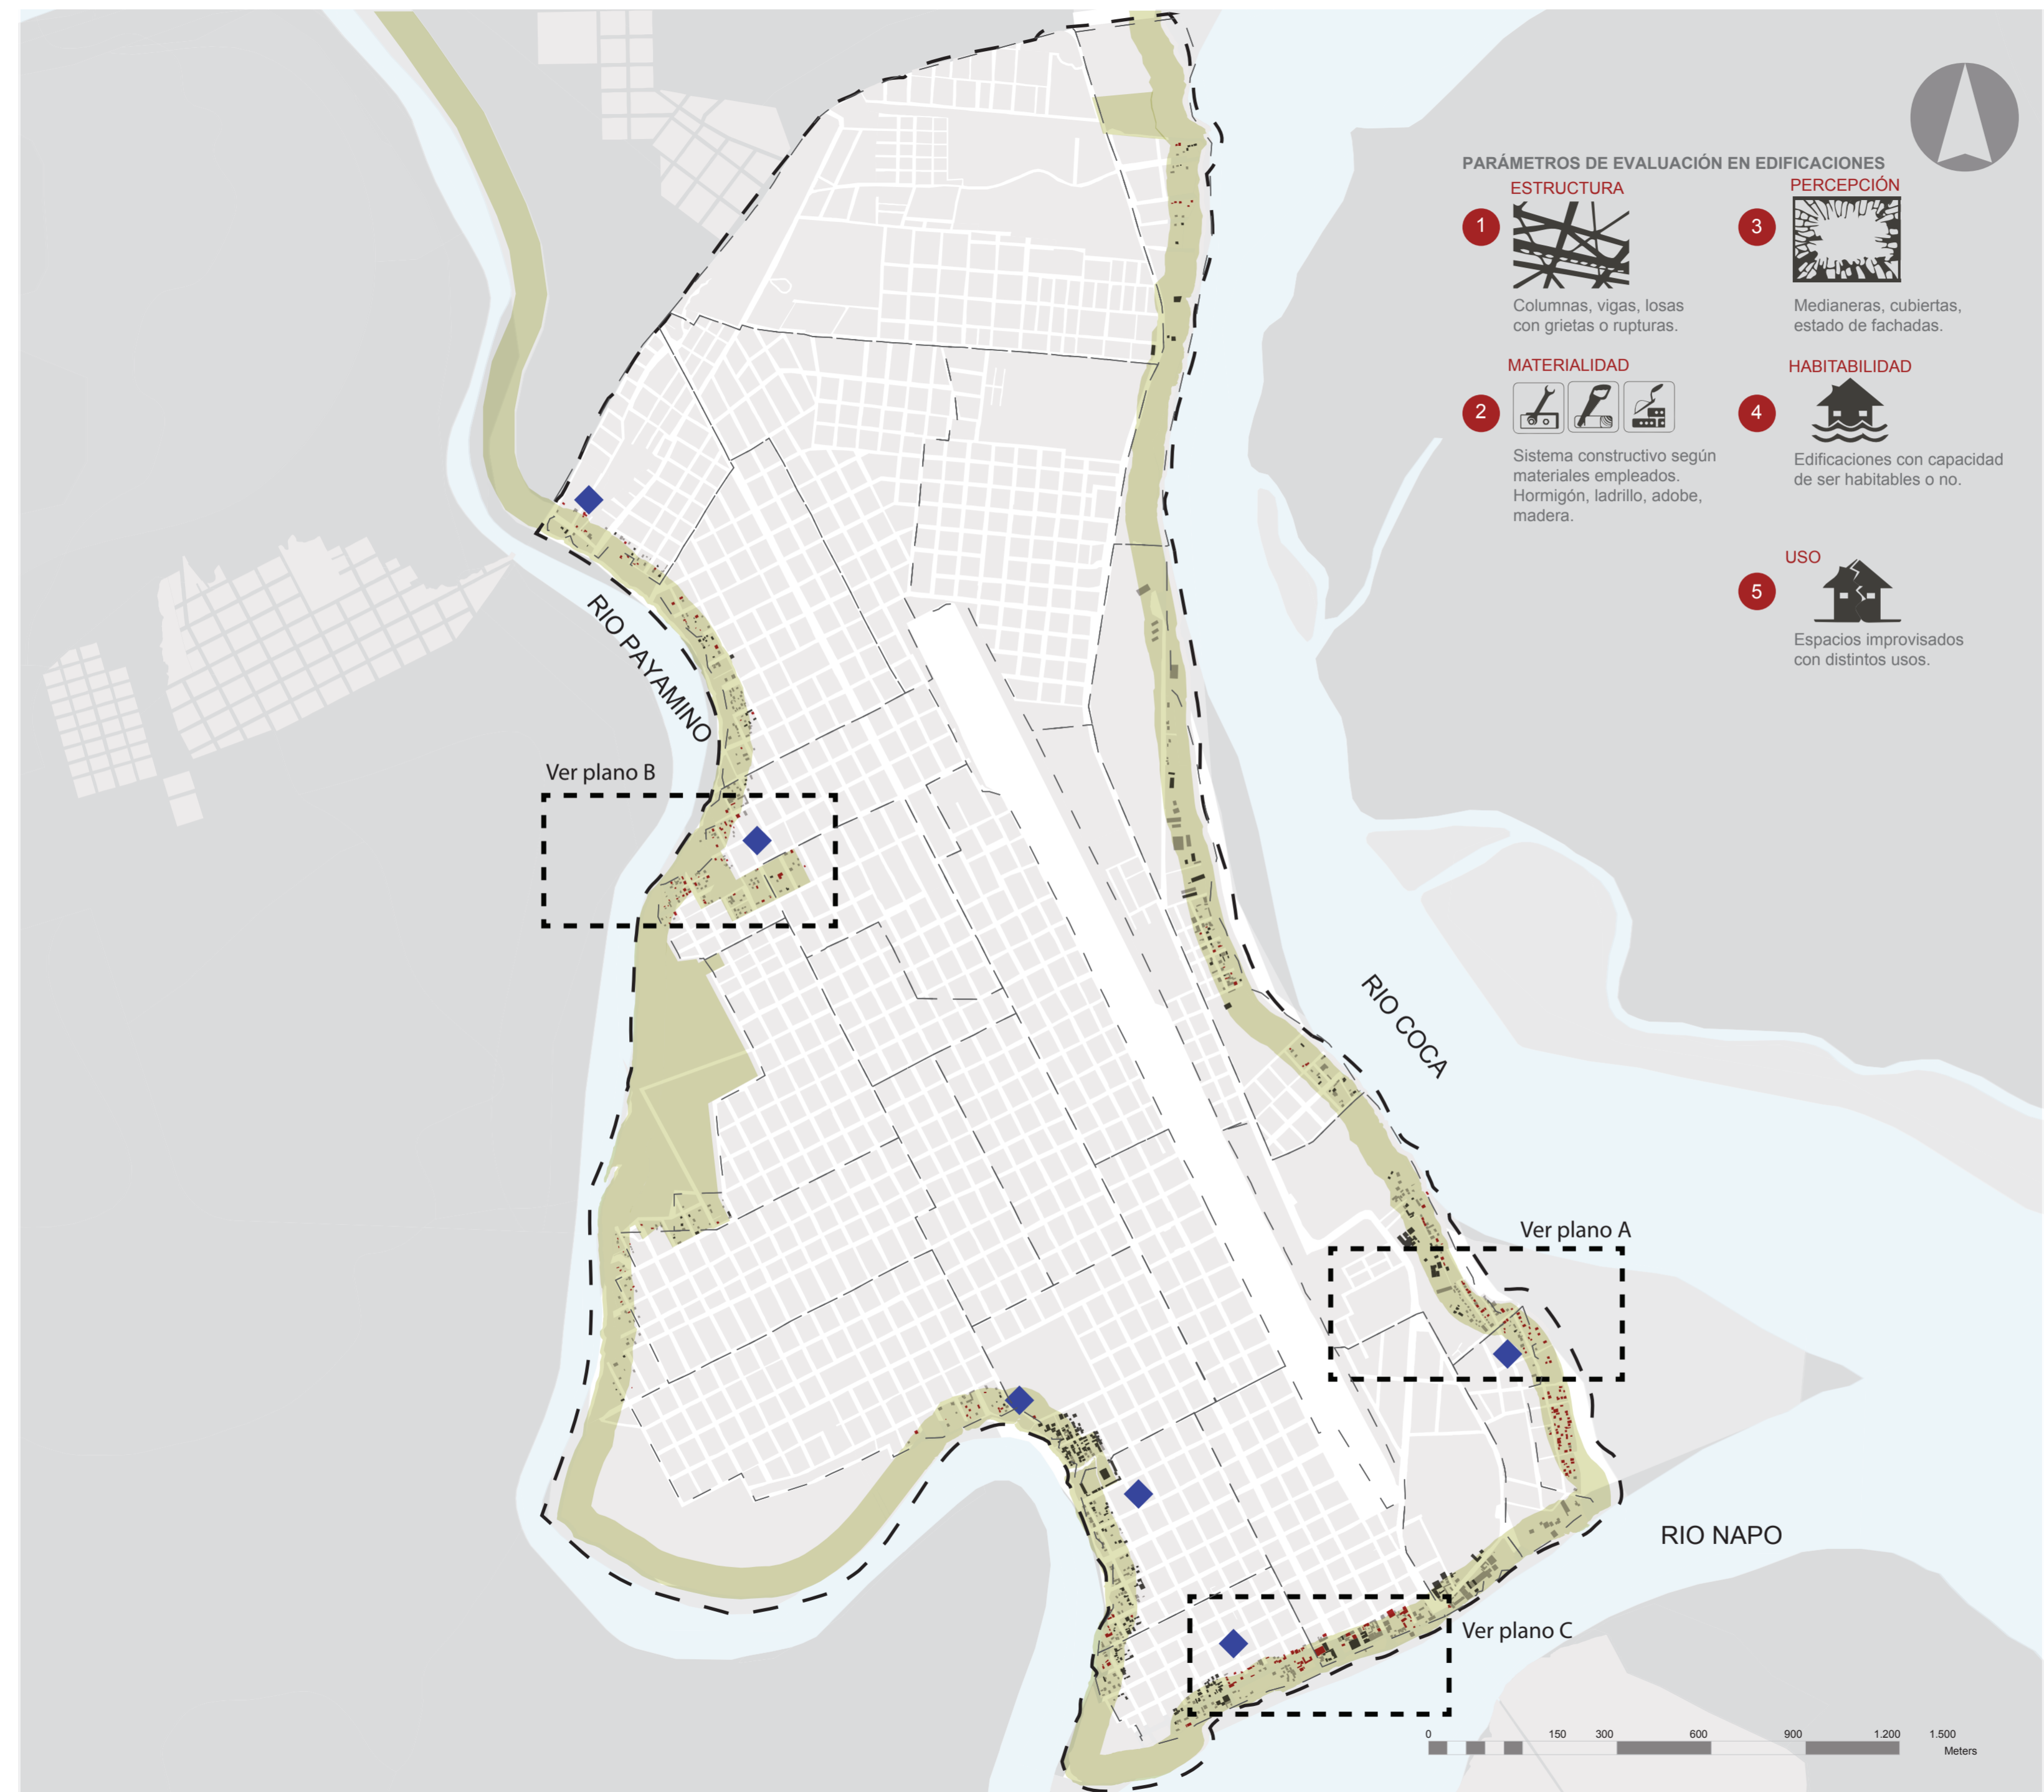 PARÁMETROS DE EVALUACIÓN EN EDIFICACIONES
ESTRUCTURA
1
Columnas, vigas, losas
con grietas o rupturas.
MATERIALIDAD
2
Sistema constructivo según
materiales empleados.
Hormigón, ladrillo, adobe,
madera.
PERCEPCIÓN
3
Medianeras, cubiertas,
estado de fachadas.
HABITABILIDAD
4
Edificaciones con capacidad
de ser habitables o no.
USO
5
Espacios improvisados
con distintos usos.
RIO PAYAMINO
Ver plano B
RIO COCA
Ver plano A
RIO NAPO
Ver plano C
0 150 300 600 900 1.200 1.500
Meters